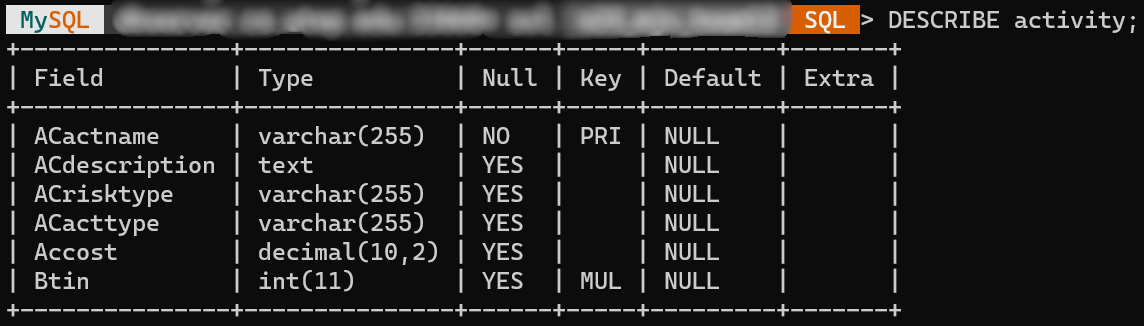 MySQL SQL > DESCRIBE activity;
+---------------+---------------+------+-----+---------+-------+
| Field         | Type          | Null | Key | Default | Extra |
+---------------+---------------+------+-----+---------+-------+
| ACactname     | varchar(255)  | NO   | PRI | NULL    |       |
| ACdescription | text          | YES  |     | NULL    |       |
| ACrisktype    | varchar(255)  | YES  |     | NULL    |       |
| ACacttype     | varchar(255)  | YES  |     | NULL    |       |
| Accost        | decimal(10,2) | YES  |     | NULL    |       |
| Btin          | int(11)       | YES  | MUL | NULL    |       |
+---------------+---------------+------+-----+---------+-------+